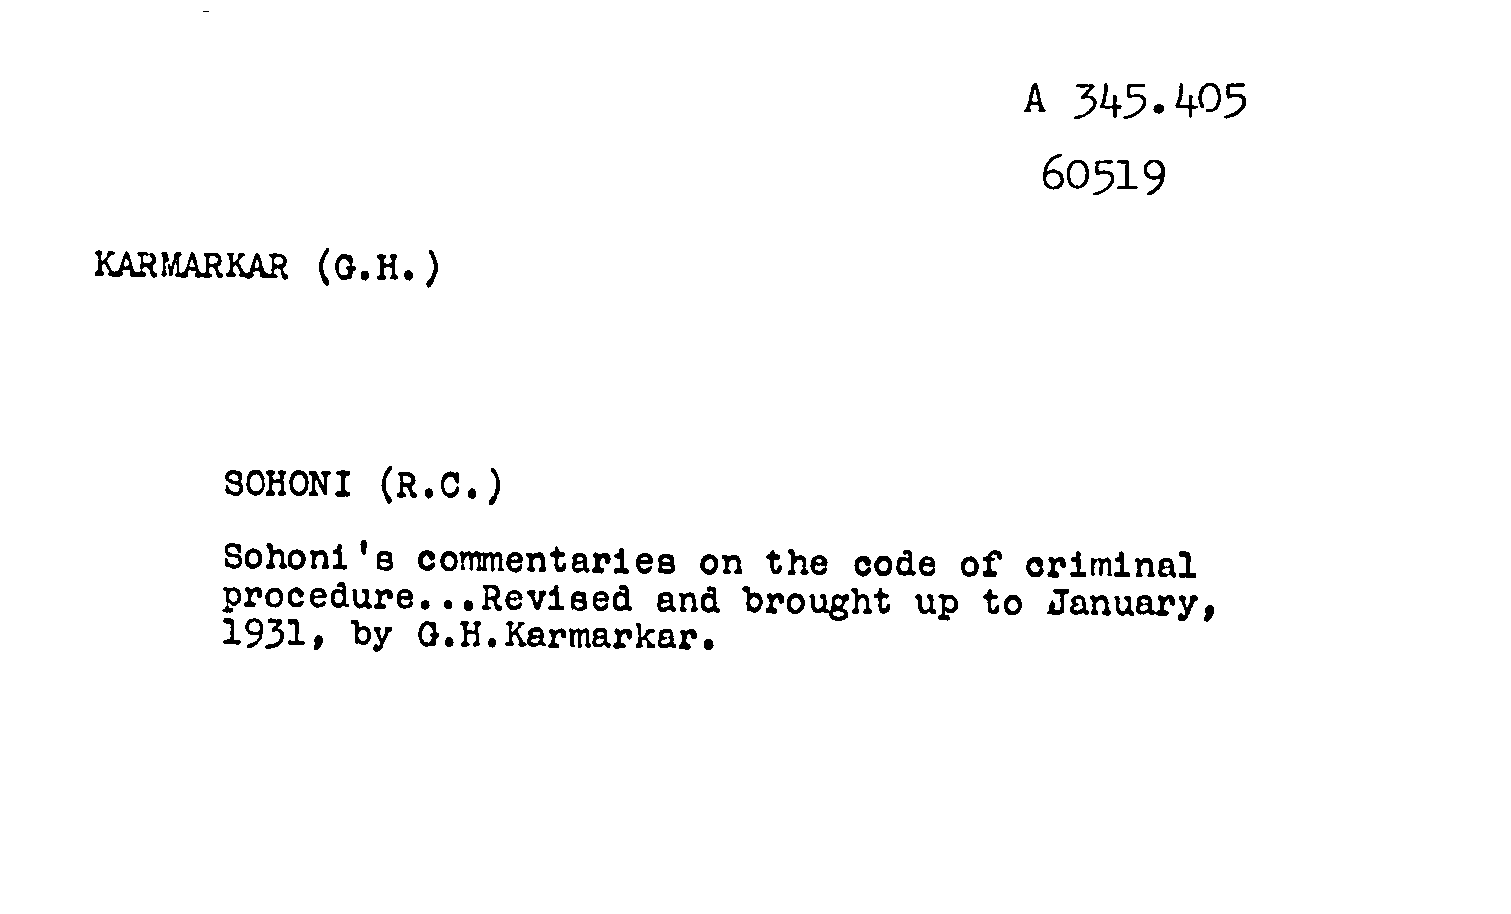 A 345.405
60519
KARMARKAR (G.H.)
SOHONI (R.C.)
Sohoni's commentaries on the code of criminal
procedure...Revised and brought up to January,
1931, by G.H.Karmarkar.